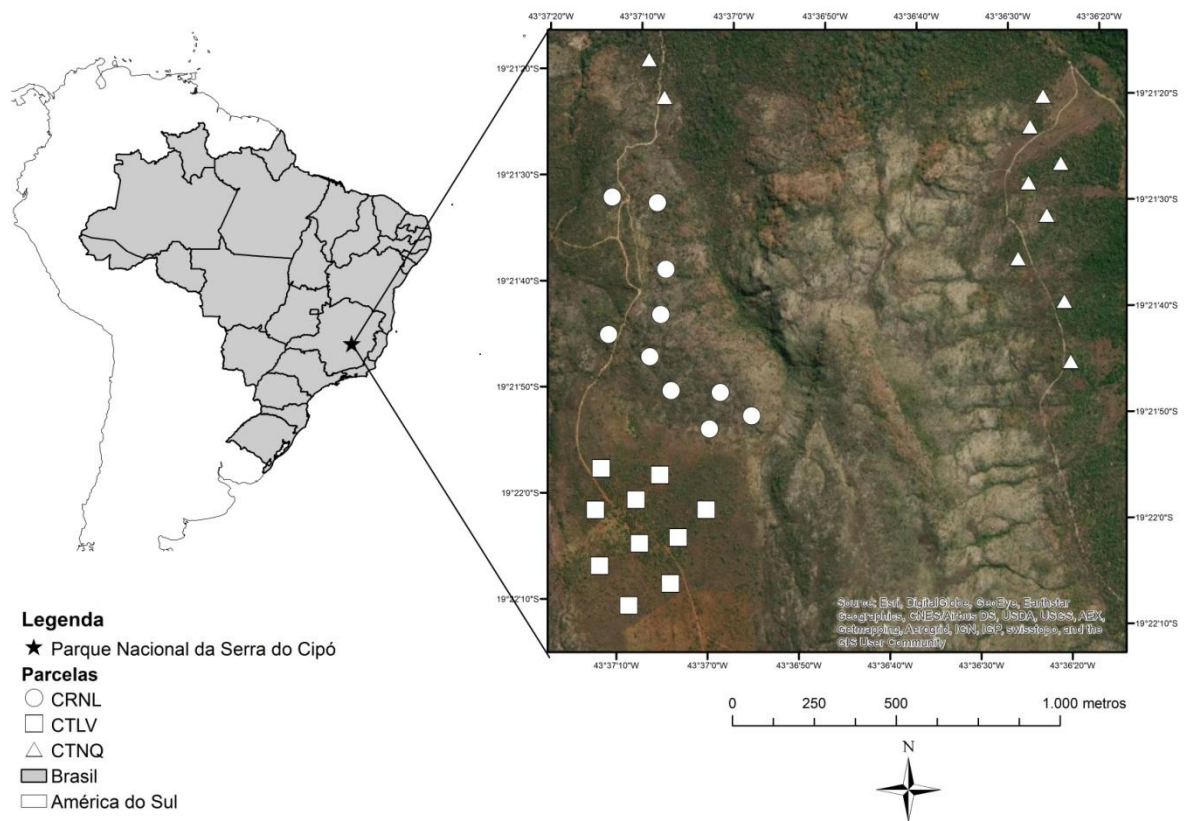 43°37'20"W 43°37'10"W 43°37'0"W 43°36'50"W 43°36'40"W 43°36'30"W 43°36'20"W
19°21'20"S
19°21'30"S
19°21'40"S
19°21'50"S
19°22'0"S
19°22'10"S
19°21'20"S
19°21'30"S
19°21'40"S
19°21'50"S
19°22'0"S
19°22'10"S
Source: Esri, DigitalGlobe, GeoEye, Earthstar
Geographics, CNES/Airbus DS, USDA, USGS, AEX,
Getmapping, Aerogrid, IGN, IGP, swisstopo, and the
GIS User Community
43°37'10"W 43°37'0"W 43°36'50"W 43°36'40"W 43°36'30"W 43°36'20"W
Legenda
Parque Nacional da Serra do Cipó
Parcelas
CRNL
CTLV
CTNQ
Brasil
América do Sul
0 250 500 1.000 metros
N